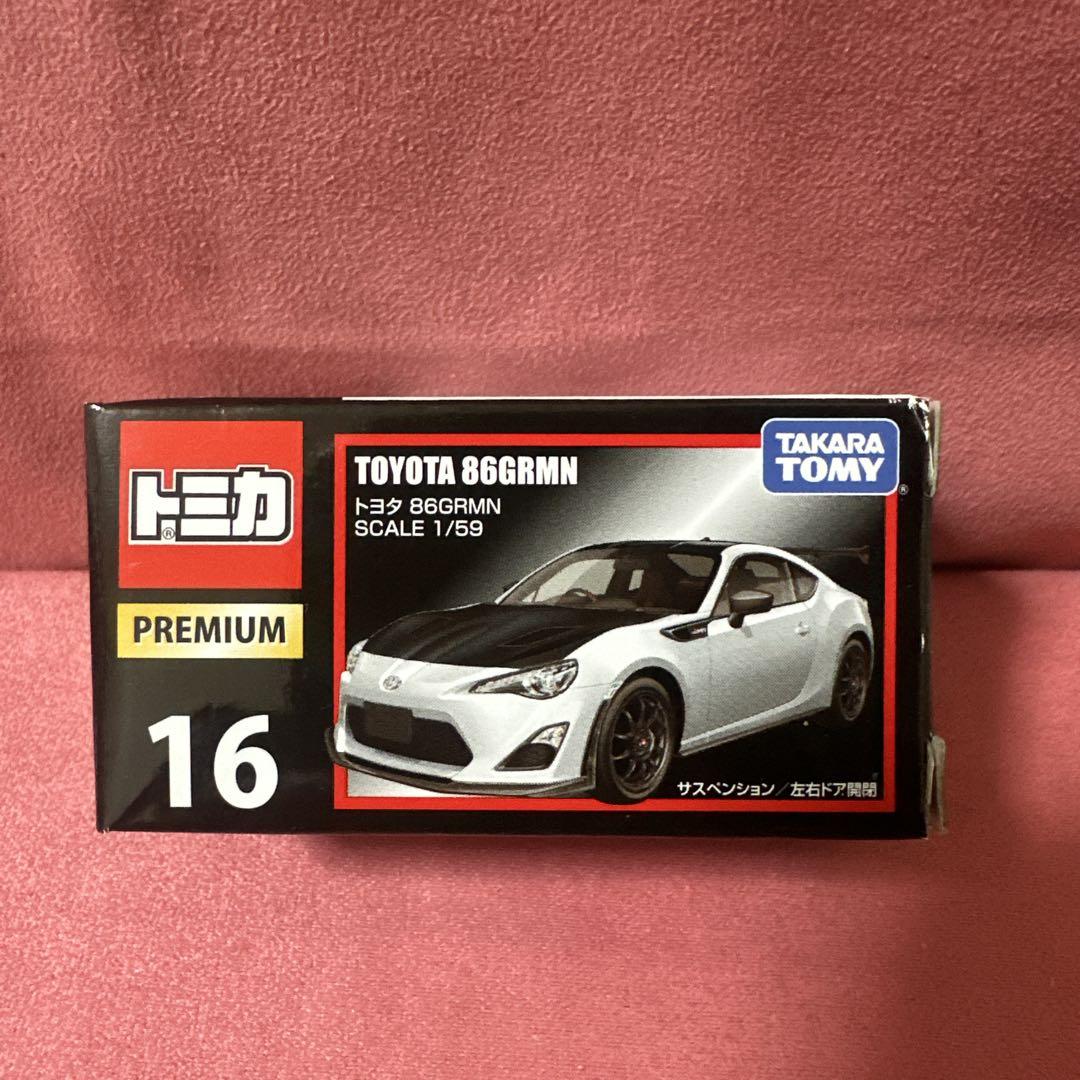 トミカ
®
PREMIUM
16
TOYOTA 86GRMN
トヨタ 86GRMN
SCALE 1/59
TAKARA
TOMY
®
サスペンション/左右ドア開閉